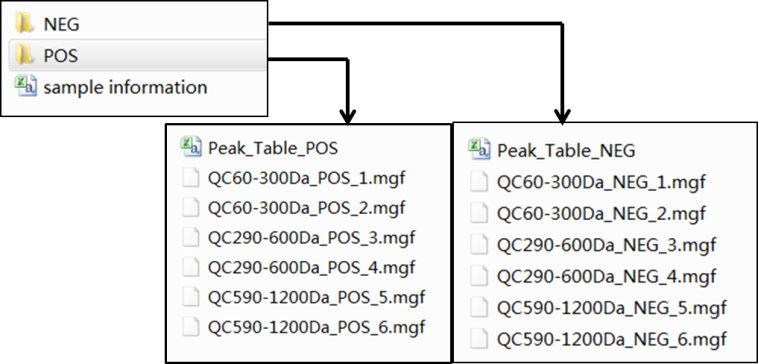 NEG
POS
sample information
Peak_Table_POS
QC60-300Da_POS_1.mgf
QC60-300Da_POS_2.mgf
QC290-600Da_POS_3.mgf
QC290-600Da_POS_4.mgf
QC590-1200Da_POS_5.mgf
QC590-1200Da_POS_6.mgf
Peak_Table_NEG
QC60-300Da_NEG_1.mgf
QC60-300Da_NEG_2.mgf
QC290-600Da_NEG_3.mgf
QC290-600Da_NEG_4.mgf
QC590-1200Da_NEG_5.mgf
QC590-1200Da_NEG_6.mgf